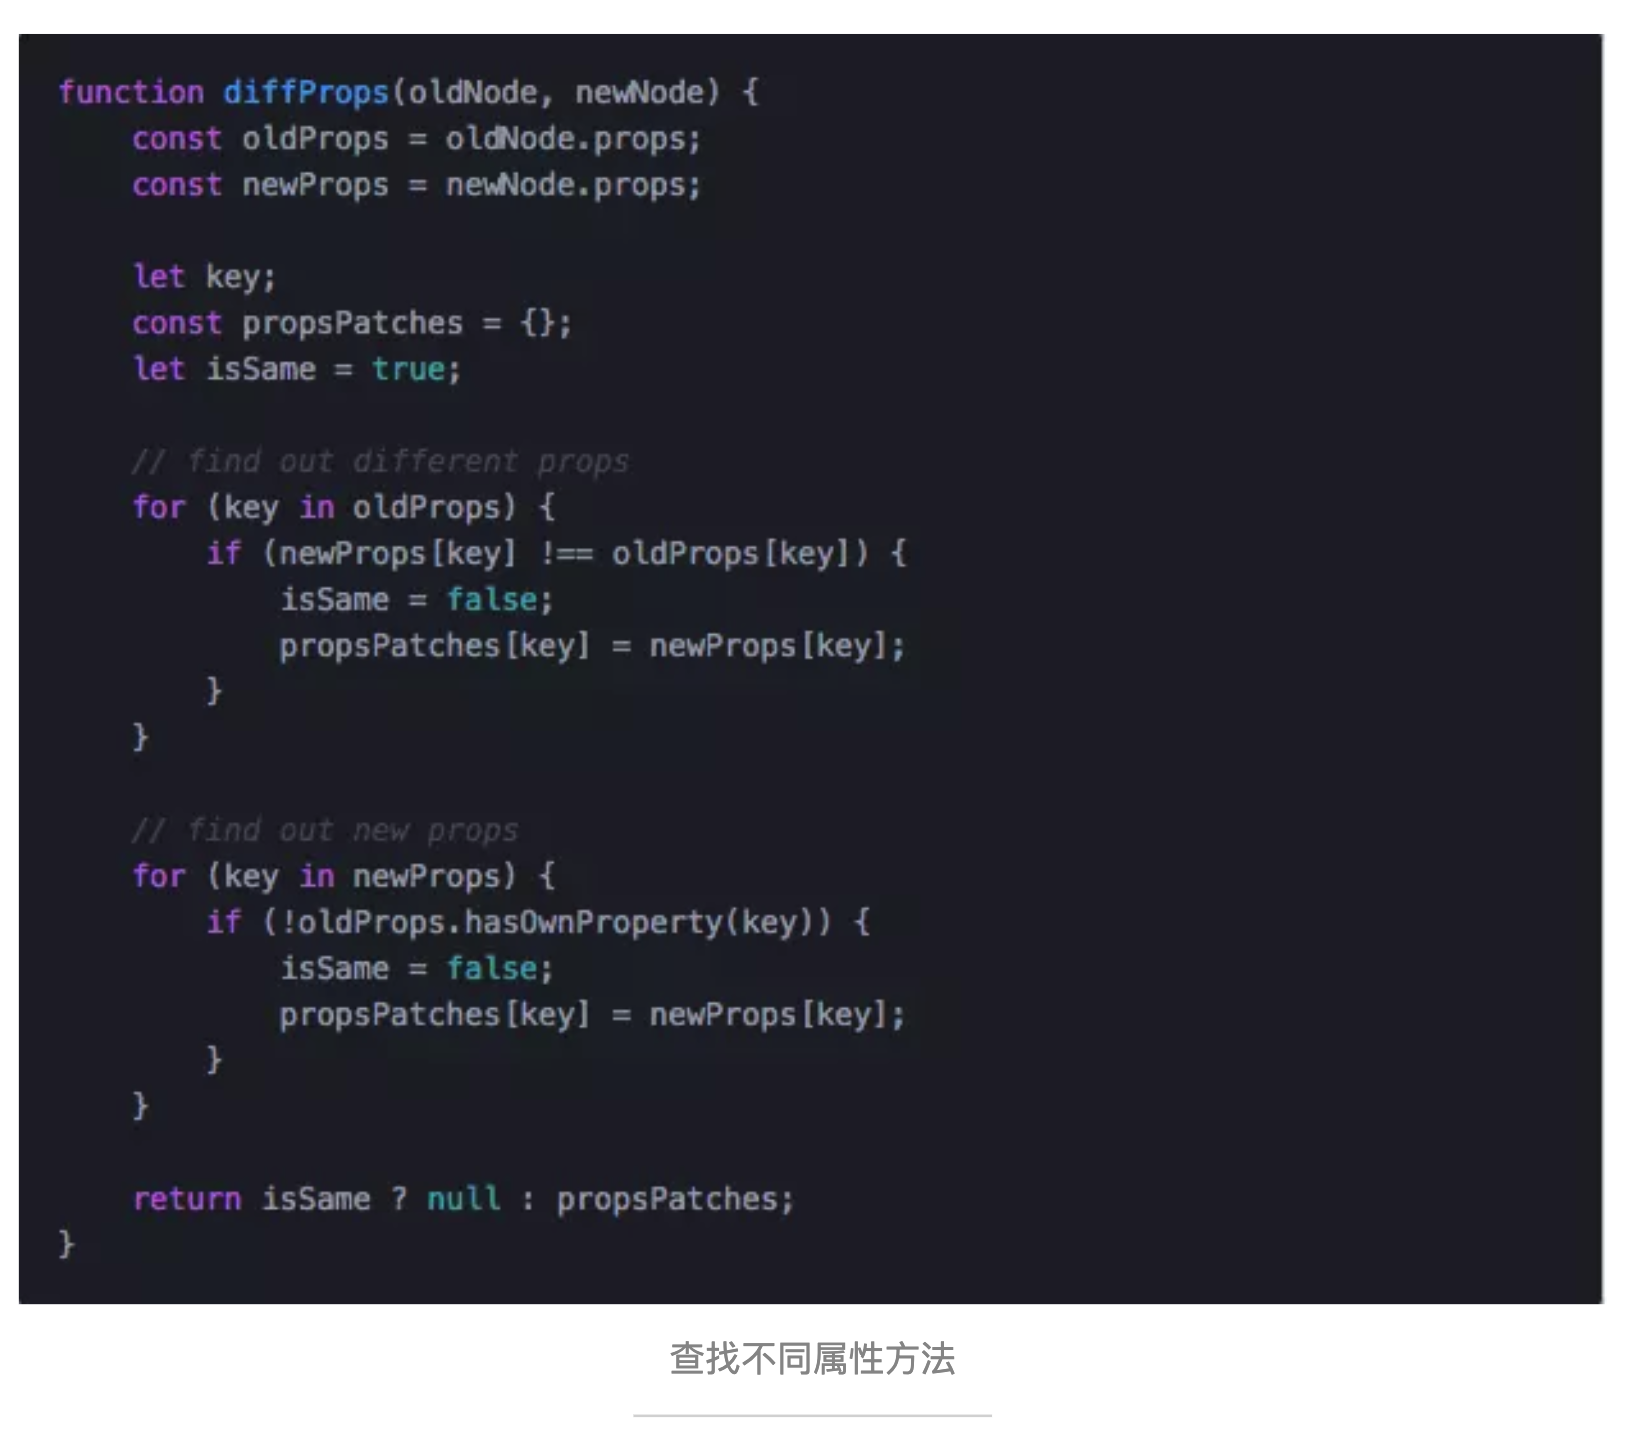 function diffProps(oldNode, newNode) {
    const oldProps = oldNode.props;
    const newProps = newNode.props;

    let key;
    const propsPatches = {};
    let isSame = true;

    // find out different props
    for (key in oldProps) {
        if (newProps[key] !== oldProps[key]) {
            isSame = false;
            propsPatches[key] = newProps[key];
        }
    }

    // find out new props
    for (key in newProps) {
        if (!oldProps.hasOwnProperty(key)) {
            isSame = false;
            propsPatches[key] = newProps[key];
        }
    }

    return isSame ? null : propsPatches;
}
查找不同属性方法